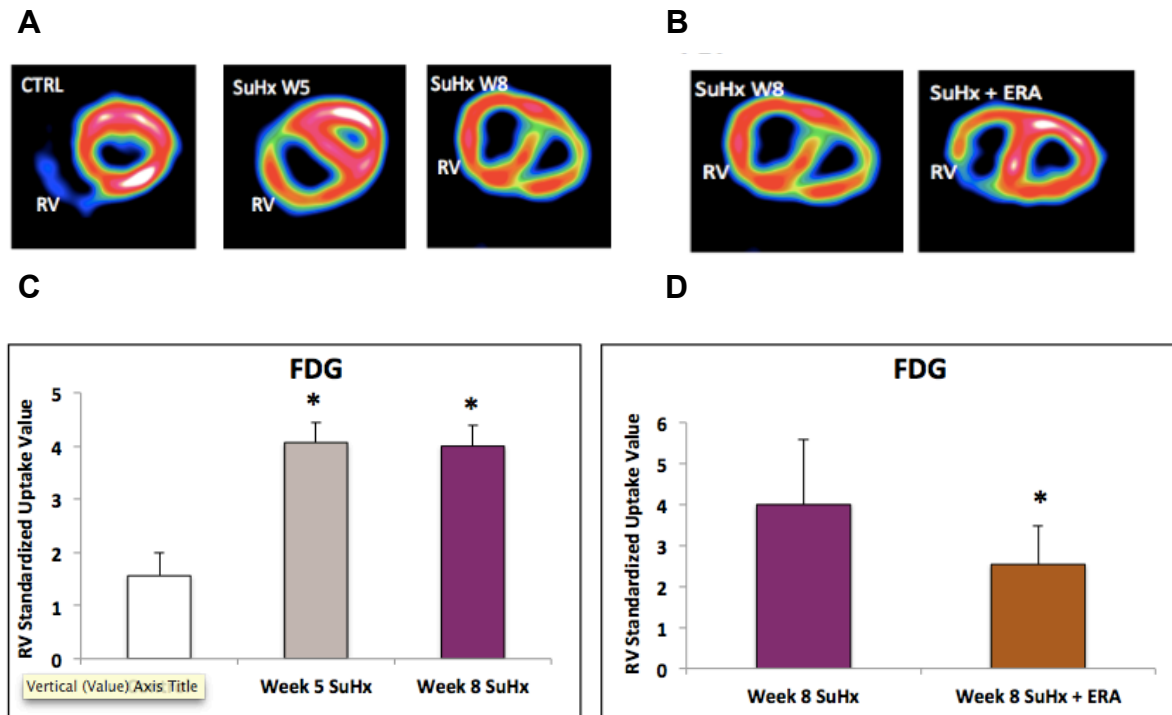 A
B
CTRL
RV
SuHx W5
RV
SuHx W8
RV
SuHx W8
RV
SuHx + ERA
RV
C
D
FDG
RV Standardized Uptake Value
5
4
3
2
1
0
*
*
Vertical (Value) Axis Title
Week 5 SuHx
Week 8 SuHx
FDG
RV Standardized Uptake Value
6
5
4
3
2
1
0
*
Week 8 SuHx
Week 8 SuHx + ERA